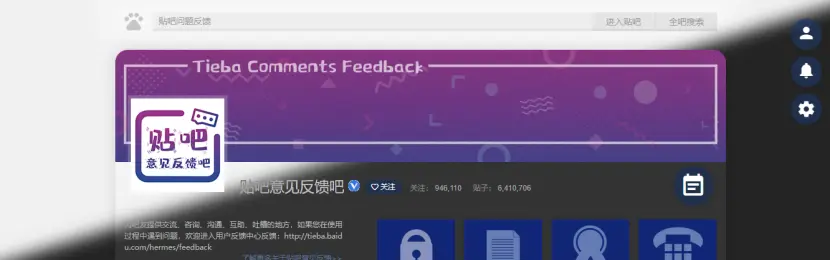 贴吧问题反馈
进入贴吧
全吧搜索
Tieba Comments Feedback
贴吧
意见反馈吧
贴吧意见反馈吧
关注
关注： 946,110
贴子： 6,410,706
提供交流、咨询、沟通、互助、吐槽的地方，如果您在使用
过程中遇到问题，欢迎进入用户反馈中心反馈：http://tieba.baid
u.com/hermes/feedback